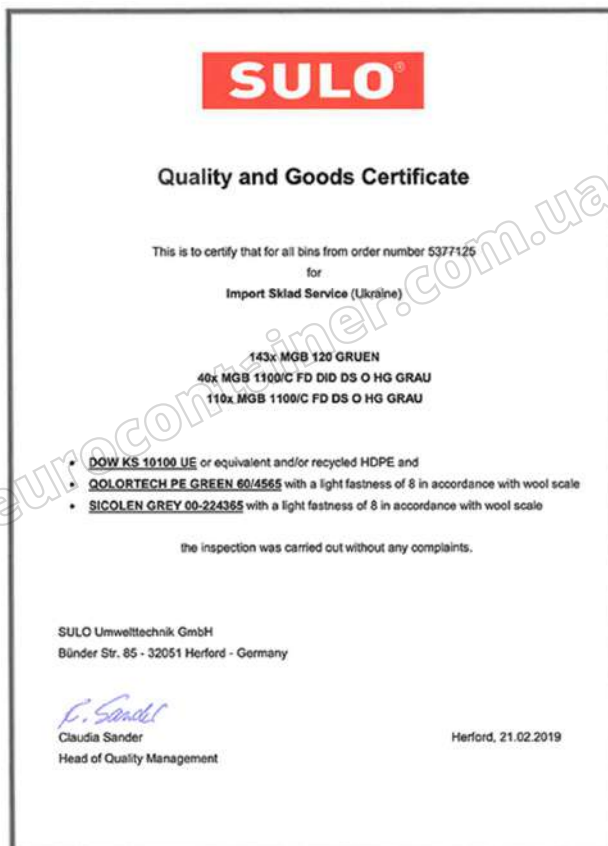 SULO®
Quality and Goods Certificate
This is to certify that for all bins from order number 5377125
for
Import Sklad Service (Ukraine)
143x MGB 120 GRUEN
40x MGB 1100/C FD DID DS O HG GRAU
110x MGB 1100/C FD DS O HG GRAU
• DOW KS 10100 UE or equivalent and/or recycled HDPE and
• QOLORTECH PE GREEN 60/4565 with a light fastness of 8 in accordance with wool scale
• SICOLEN GREY 00-224365 with a light fastness of 8 in accordance with wool scale
the inspection was carried out without any complaints.
SULO Umwelttechnik GmbH
Bünder Str. 85 - 32051 Herford - Germany
C. Sander
Claudia Sander
Herford, 21.02.2019
Head of Quality Management
eurocontainer.com.ua